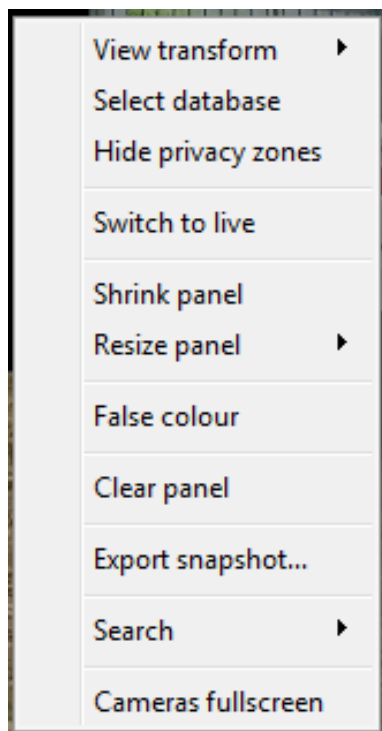 View transform
Select database
Hide privacy zones
Switch to live
Shrink panel
Resize panel
False colour
Clear panel
Export snapshot...
Search
Cameras fullscreen